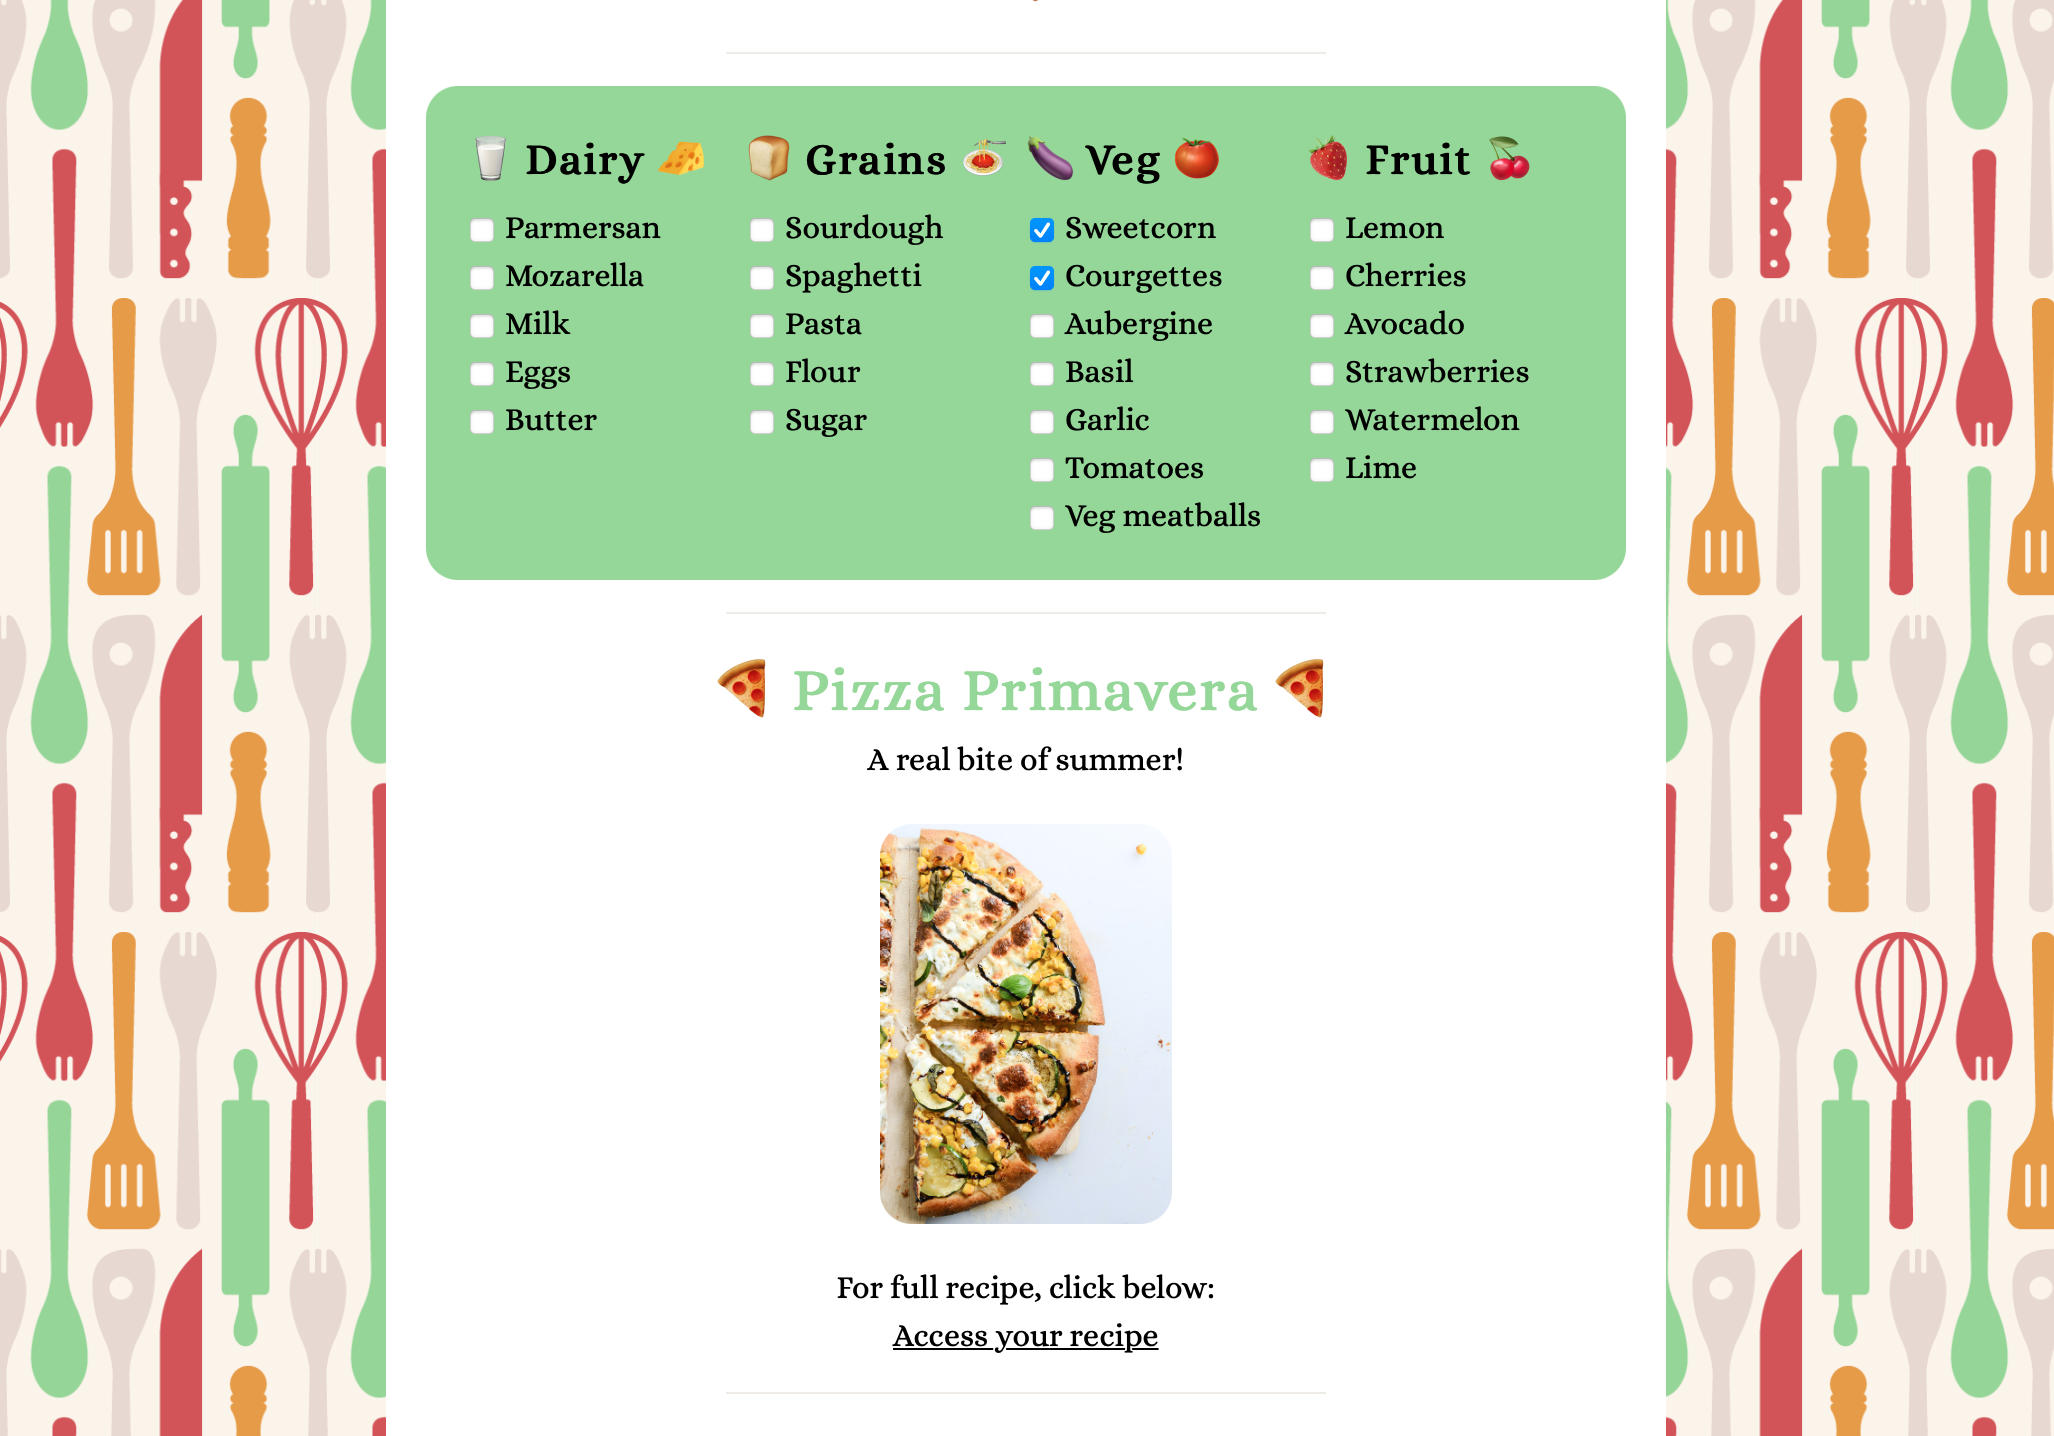 Dairy
Parmersan
Mozarella
Milk
Eggs
Butter
Grains
Sourdough
Spaghetti
Pasta
Flour
Sugar
Veg
Sweetcorn
Courgettes
Aubergine
Basil
Garlic
Tomatoes
Veg meatballs
Fruit
Lemon
Cherries
Avocado
Strawberries
Watermelon
Lime
Pizza Primavera
A real bite of summer!
For full recipe, click below:
Access your recipe